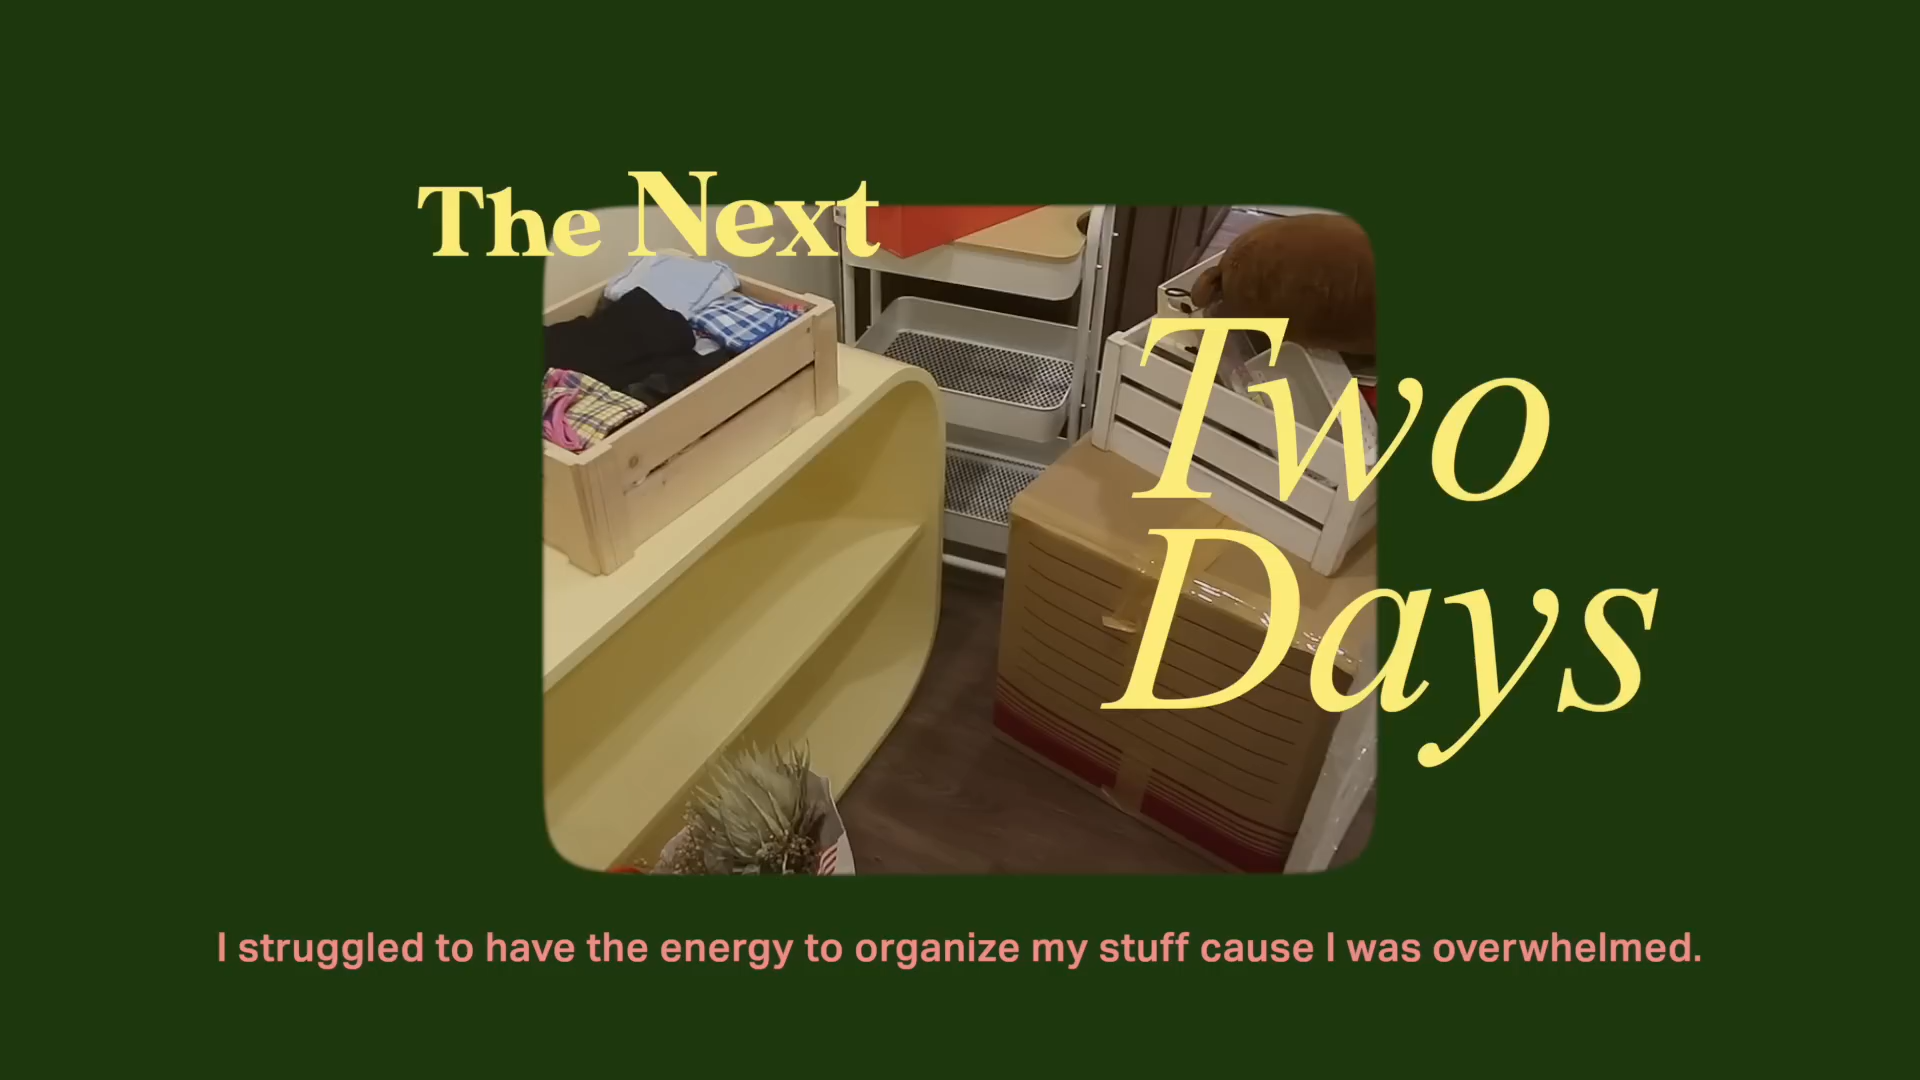 The Next
Two
Days
I struggled to have the energy to organize my stuff cause I was overwhelmed.